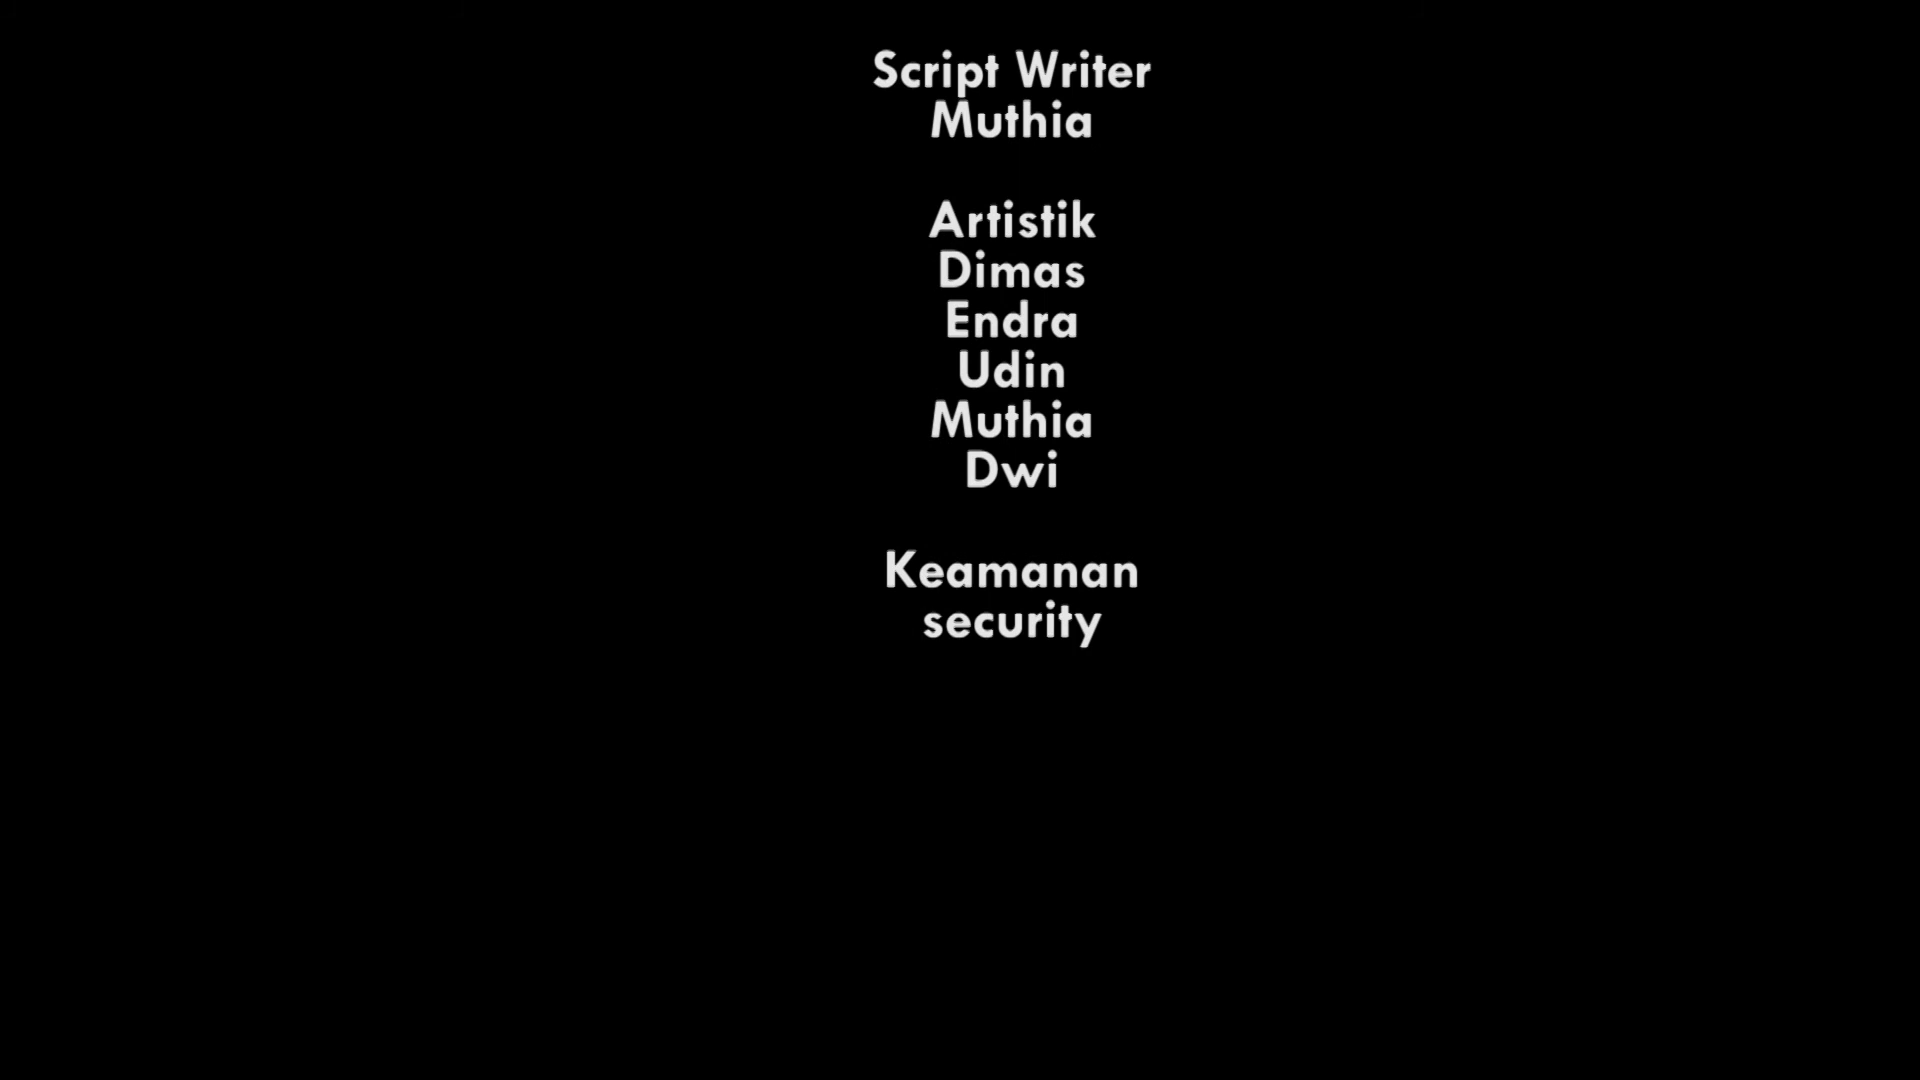 Script Writer
Muthia
Artistik
Dimas
Endra
Udin
Muthia
Dwi
Keamanan
security